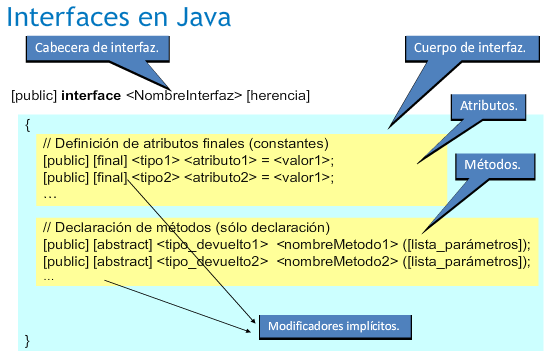 Interfaces en Java
Cabecera de interfaz.
Cuerpo de interfaz.
[public] interface <NombreInterfaz> [herencia]
Atributos.
{
// Definición de atributos finales (constantes)
[public] [final] <tipo1> <atributo1> = <valor1>;
[public] [final] <tipo2> <atributo2> = <valor1>;
…
Métodos.
// Declaración de métodos (sólo declaración)
[public] [abstract] <tipo_devuelto1> <nombreMetodo1> ([lista_parámetros]);
[public] [abstract] <tipo_devuelto2> <nombreMetodo2> ([lista_parámetros]);
...
Modificadores implícitos.
}